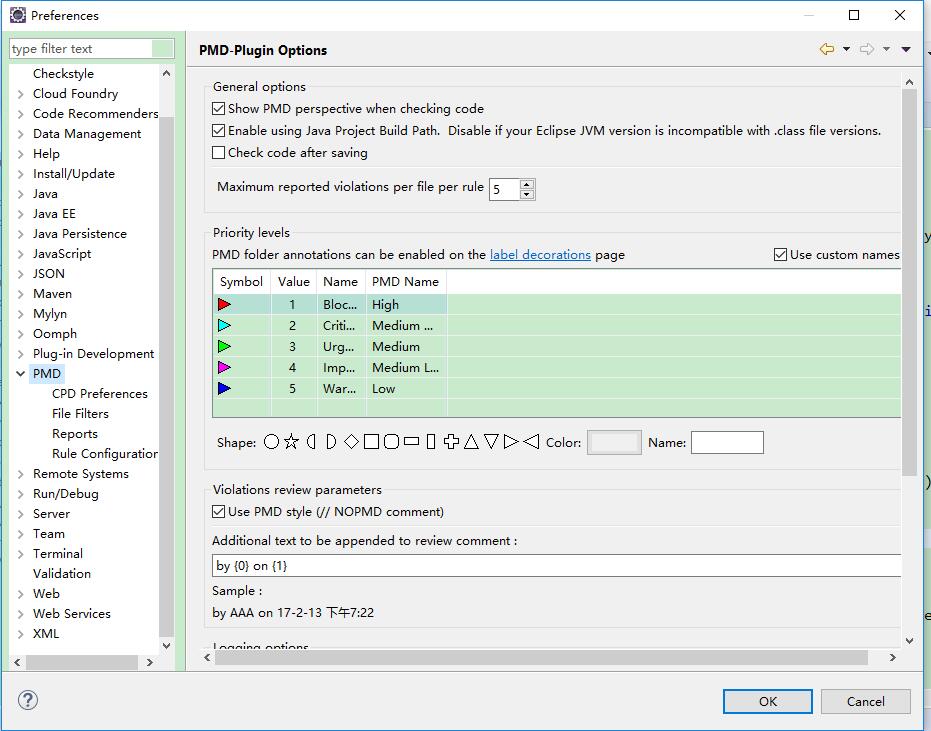 Preferences
type filter text
PMD-Plugin Options
Checkstyle
Cloud Foundry
Code Recommenders
Data Management
Help
Install/Update
Java
Java EE
Java Persistence
JavaScript
JSON
Maven
Mylyn
Oomph
Plug-in Development
PMD
CPD Preferences
File Filters
Reports
Rule Configuration
Remote Systems
Run/Debug
Server
Team
Terminal
Validation
Web
Web Services
XML
General options
Show PMD perspective when checking code
Enable using Java Project Build Path. Disable if your Eclipse JVM version is incompatible with .class file versions.
Check code after saving
Maximum reported violations per file per rule 5
Priority levels
PMD folder annotations can be enabled on the label decorations page Use custom names
Symbol Value Name PMD Name
1 Bloc... High
2 Criti... Medium ...
3 Urg... Medium
4 Imp... Medium L...
5 War... Low
Shape: Color: Name:
Violations review parameters
Use PMD style (// NOPMD comment)
Additional text to be appended to review comment :
by {0} on {1}
Sample :
by AAA on 17-2-13 下午7:22
Logging options
OK Cancel